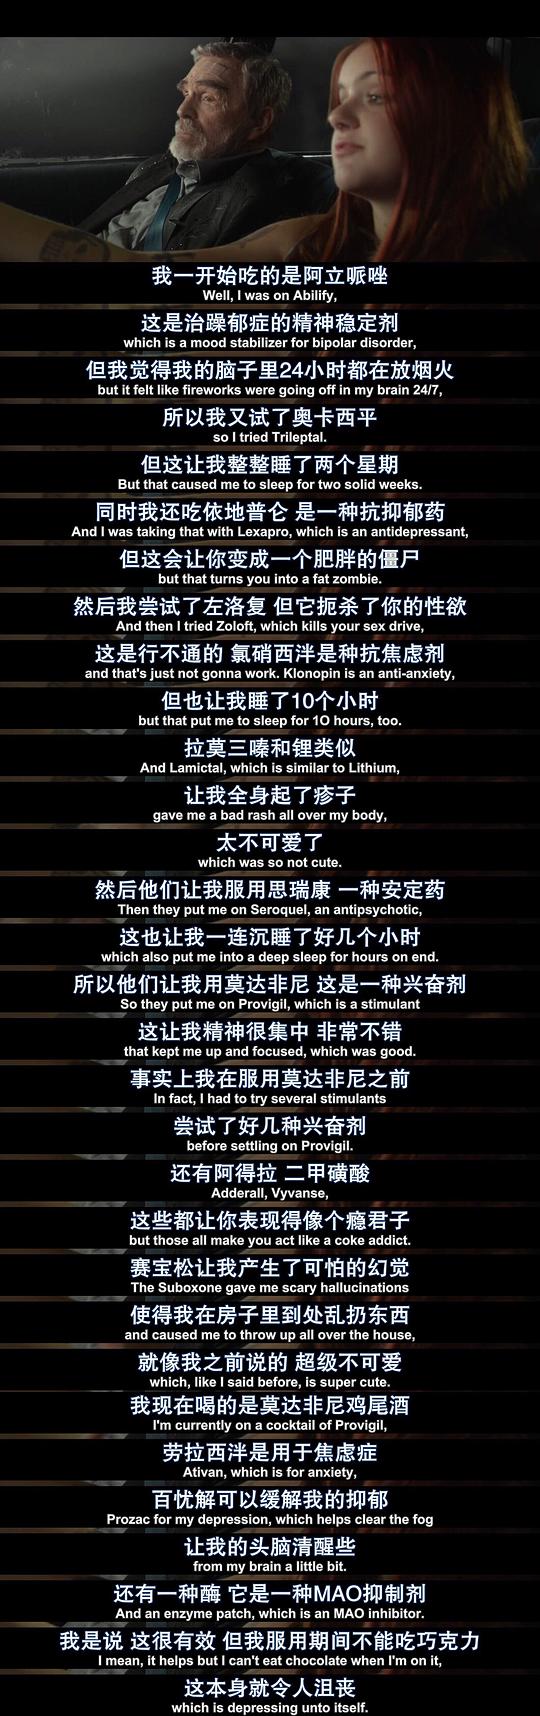 我一开始吃的是阿立哌唑
Well, I was on Abilify,
这是治躁郁症的精神稳定剂
which is a mood stabilizer for bipolar disorder,
但我觉得我的脑子里24小时都在放烟火
but it felt like fireworks were going off in my brain 24/7,
所以我又试了奥卡西平
so I tried Trileptal.
但这让我整整睡了两个星期
But that caused me to sleep for two solid weeks.
同时我还吃依地普仑 是一种抗抑郁药
And I was taking that with Lexapro, which is an antidepressant,
但这会让你变成一个肥胖的僵尸
but that turns you into a fat zombie.
然后我尝试了左洛复 但它扼杀了你的性欲
And then I tried Zoloft, which kills your sex drive,
这是行不通的 氯硝西泮是种抗焦虑剂
and that's just not gonna work. Klonopin is an anti-anxiety,
但也让我睡了10个小时
but that put me to sleep for 10 hours, too.
拉莫三嗪和锂类似
And Lamictal, which is similar to Lithium,
让我全身起了疹子
gave me a bad rash all over my body,
太不可爱了
which was so not cute.
然后他们让我服用思瑞康 一种安定药
Then they put me on Seroquel, an antipsychotic,
这也让我一连沉睡了好几个小时
which also put me into a deep sleep for hours on end.
所以他们让我用莫达非尼 这是一种兴奋剂
So they put me on Provigil, which is a stimulant
这让我精神很集中 非常不错
that kept me up and focused, which was good.
事实上我在服用莫达非尼之前
In fact, I had to try several stimulants
尝试了好几种兴奋剂
before settling on Provigil.
还有阿得拉 二甲磺酸
Adderall, Vyvanse,
这些都让你表现得像个瘾君子
but those all make you act like a coke addict.
赛宝松让我产生了可怕的幻觉
The Suboxone gave me scary hallucinations
使得我在房子里到处乱扔东西
and caused me to throw up all over the house,
就像我之前说的 超级不可爱
which, like I said before, is super cute.
我现在喝的是莫达非尼鸡尾酒
I'm currently on a cocktail of Provigil,
劳拉西泮是用于焦虑症
Ativan, which is for anxiety,
百忧解可以缓解我的抑郁
Prozac for my depression, which helps clear the fog
让我的头脑清醒些
from my brain a little bit.
还有一种酶 它是一种MAO抑制剂
And an enzyme patch, which is an MAO inhibitor.
我是说 这很有效 但我服用期间不能吃巧克力
I mean, it helps but I can't eat chocolate when I'm on it,
这本身就令人沮丧
which is depressing unto itself.